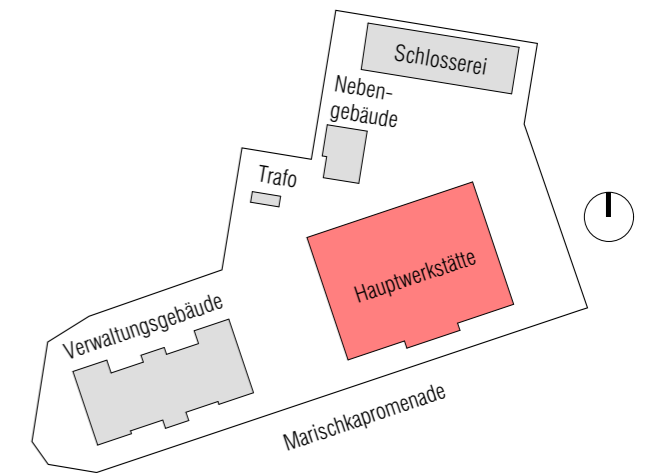 Schlosserei
Neben-
gebäude
Trafo
Hauptwerkstätte
Verwaltungsgebäude
Marischkapromenade